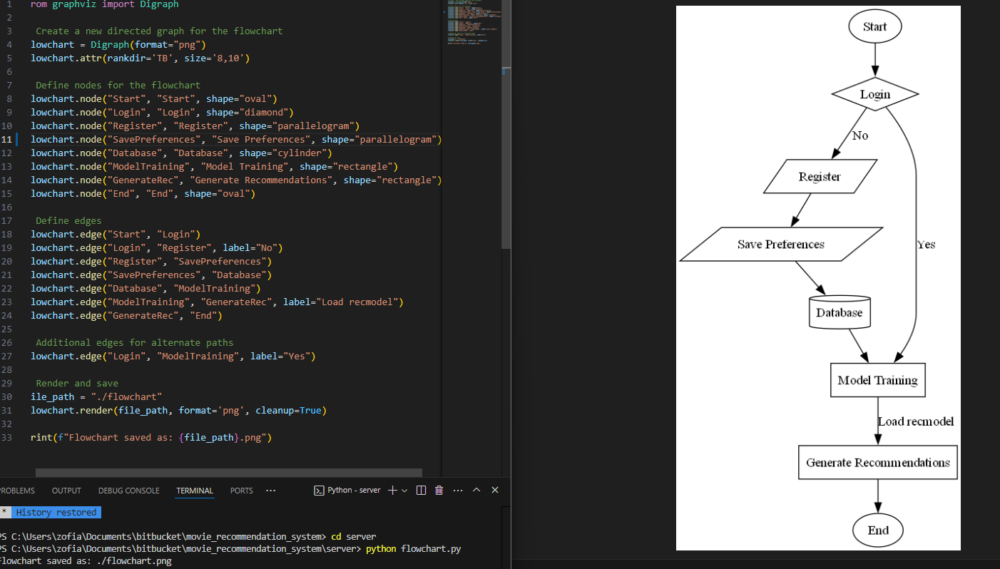 1 rom graphviz import Digraph
2
3 Create a new directed graph for the flowchart
4 lowchart = Digraph(format="png")
5 lowchart.attr(rankdir='TB', size='8,10')
6
7 Define nodes for the flowchart
8 lowchart.node("Start", "Start", shape="oval")
9 lowchart.node("Login", "Login", shape="diamond")
10 lowchart.node("Register", "Register", shape="parallelogram")
11 lowchart.node("SavePreferences", "Save Preferences", shape="parallelogram")
12 lowchart.node("Database", "Database", shape="cylinder")
13 lowchart.node("ModelTraining", "Model Training", shape="rectangle")
14 lowchart.node("GenerateRec", "Generate Recommendations", shape="rectangle")
15 lowchart.node("End", "End", shape="oval")
16
17 Define edges
18 lowchart.edge("Start", "Login")
19 lowchart.edge("Login", "Register", label="No")
20 lowchart.edge("Register", "SavePreferences")
21 lowchart.edge("SavePreferences", "Database")
22 lowchart.edge("Database", "ModelTraining")
23 lowchart.edge("ModelTraining", "GenerateRec", label="Load recmodel")
24 lowchart.edge("GenerateRec", "End")
25
26 Additional edges for alternate paths
27 lowchart.edge("Login", "ModelTraining", label="Yes")
28
29 Render and save
30 ile_path = "./flowchart"
31 lowchart.render(file_path, format='png', cleanup=True)
32
33 rint(f"Flowchart saved as: {file_path}.png")
ROBLEMS OUTPUT DEBUG CONSOLE TERMINAL PORTS ··· Python - server
* History restored
PS C:\Users\zofia\Documents\bitbucket\movie_recommendation_system> cd server
PS C:\Users\zofia\Documents\bitbucket\movie_recommendation_system\server> python flowchart.py
Flowchart saved as: ./flowchart.png
Start
Login
No
Register
Save Preferences
Yes
Database
Model Training
Load recmodel
Generate Recommendations
End